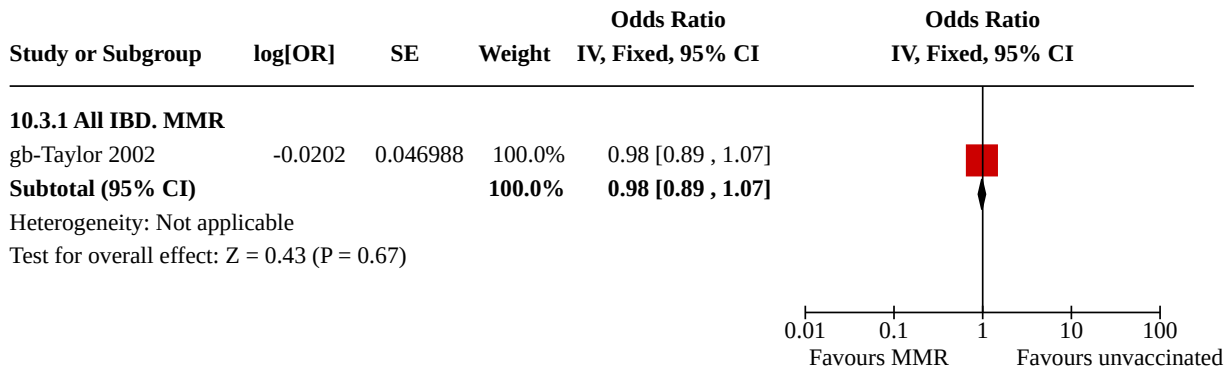 Odds Ratio Odds Ratio
Study or Subgroup log[OR] SE Weight IV, Fixed, 95% CI IV, Fixed, 95% CI
10.3.1 All IBD. MMR
gb-Taylor 2002 -0.0202 0.046988 100.0% 0.98 [0.89 , 1.07]
Subtotal (95% CI) 100.0% 0.98 [0.89 , 1.07]
Heterogeneity: Not applicable
Test for overall effect: Z = 0.43 (P = 0.67)
0.01 0.1 1 10 100
Favours MMR Favours unvaccinated